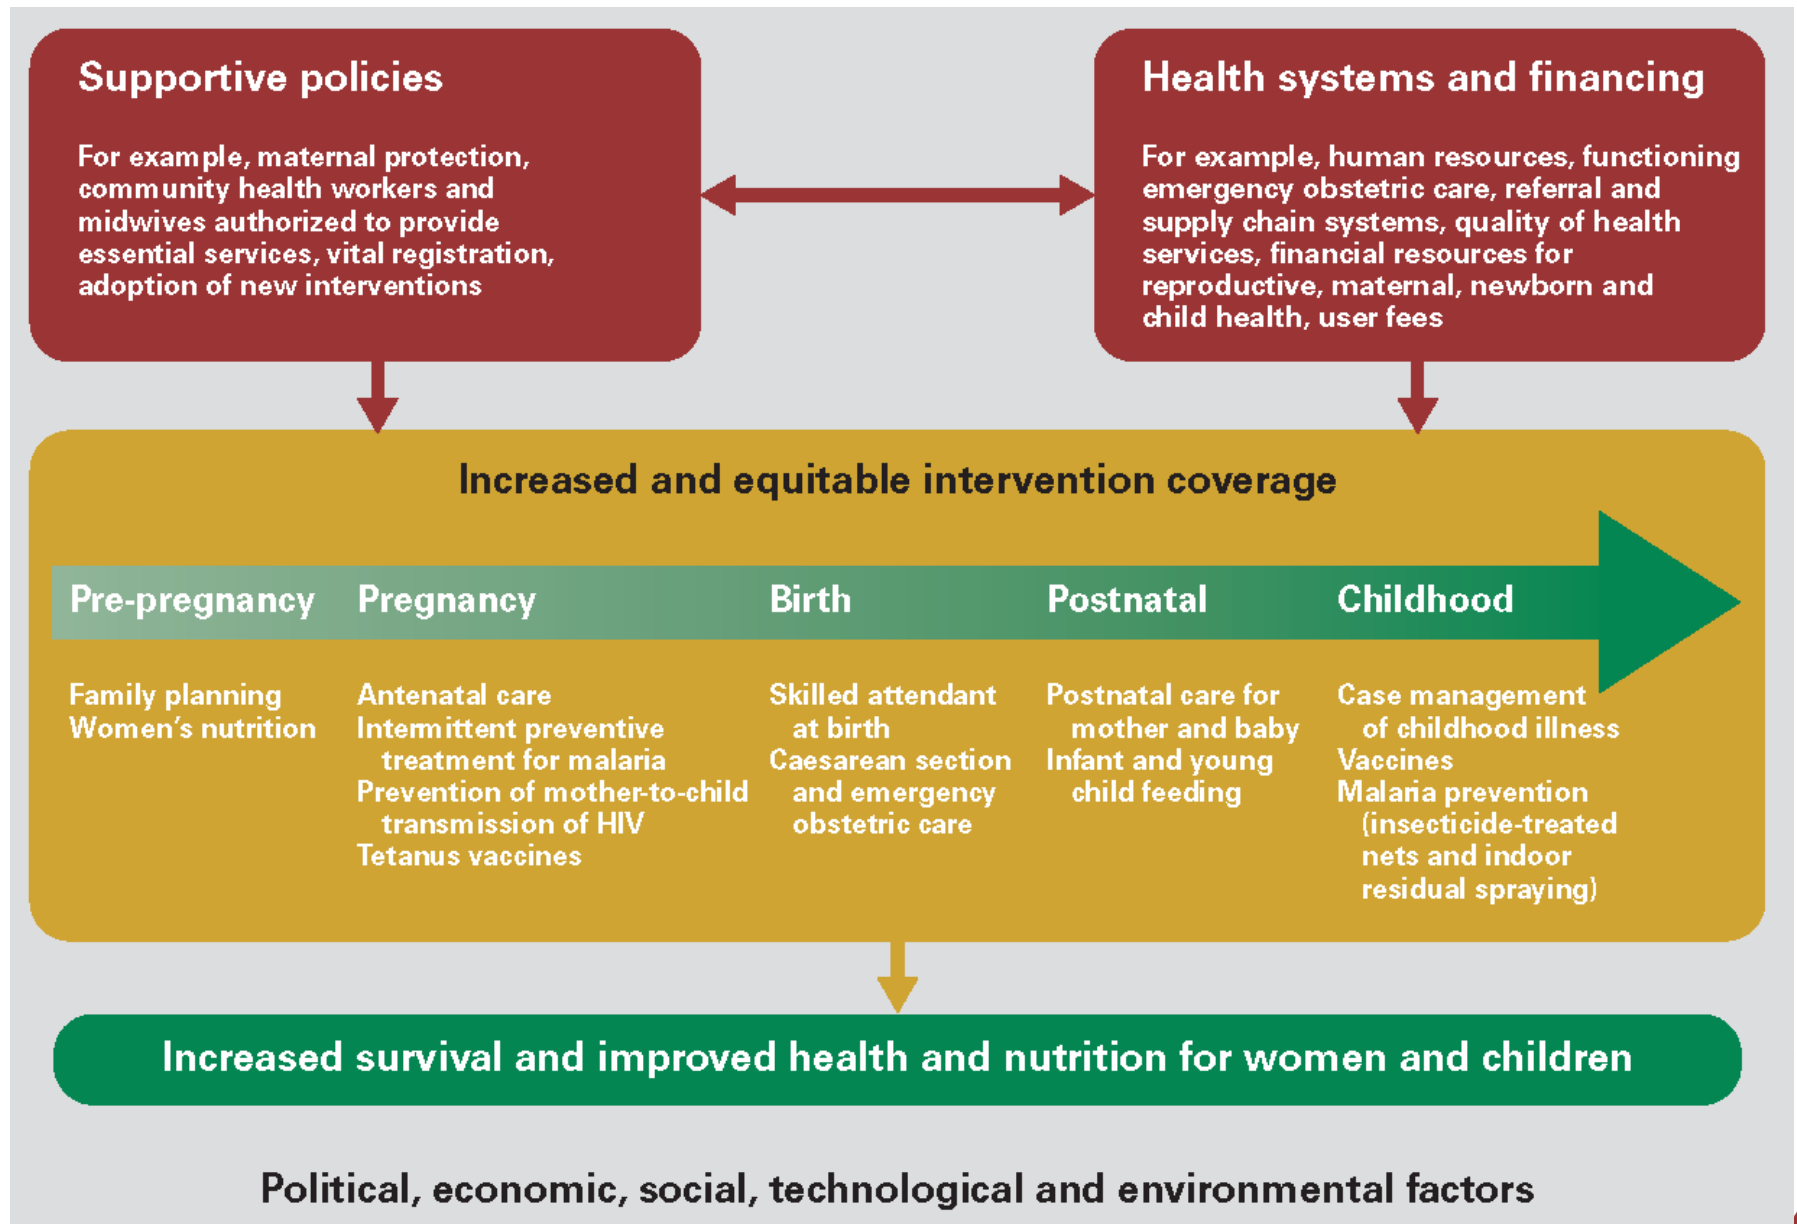 Supportive policies
For example, maternal protection,
community health workers and
midwives authorized to provide
essential services, vital registration,
adoption of new interventions
Health systems and financing
For example, human resources, functioning
emergency obstetric care, referral and
supply chain systems, quality of health
services, financial resources for
reproductive, maternal, newborn and
child health, user fees
Increased and equitable intervention coverage
Pre-pregnancy
Family planning
Women’s nutrition
Pregnancy
Antenatal care
Intermittent preventive
treatment for malaria
Prevention of mother-to-child
transmission of HIV
Tetanus vaccines
Birth
Skilled attendant
at birth
Caesarean section
and emergency
obstetric care
Postnatal
Postnatal care for
mother and baby
Infant and young
child feeding
Childhood
Case management
of childhood illness
Vaccines
Malaria prevention
(insecticide-treated
nets and indoor
residual spraying)
Increased survival and improved health and nutrition for women and children
Political, economic, social, technological and environmental factors